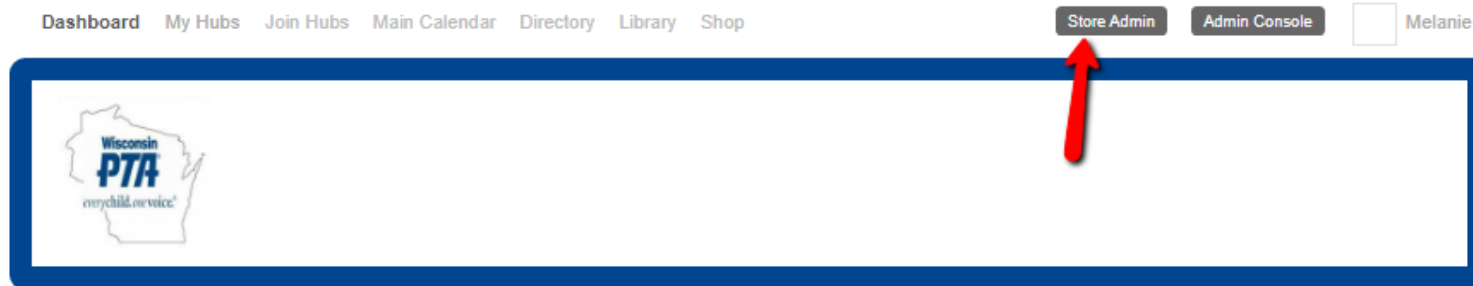 Dashboard My Hubs Join Hubs Main Calendar Directory Library Shop Store Admin Admin Console Melanie
Wisconsin
PTA
everychild.onevoice.®